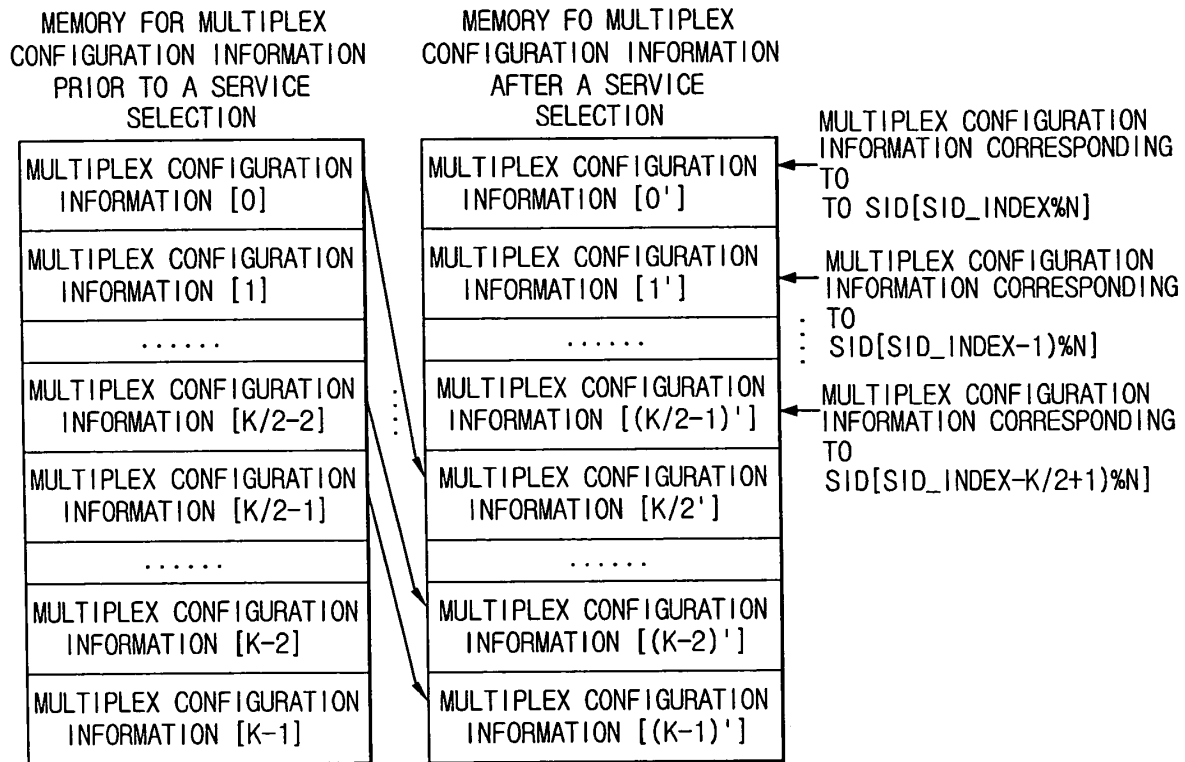 MEMORY FOR MULTIPLEX
CONFIGURATION INFORMATION
PRIOR TO A SERVICE
SELECTION
MULTIPLEX CONFIGURATION
INFORMATION [0]
MULTIPLEX CONFIGURATION
INFORMATION [1]
......
MULTIPLEX CONFIGURATION
INFORMATION [K/2-2]
MULTIPLEX CONFIGURATION
INFORMATION [K/2-1]
......
MULTIPLEX CONFIGURATION
INFORMATION [K-2]
MULTIPLEX CONFIGURATION
INFORMATION [K-1]
MEMORY FO MULTIPLEX
CONFIGURATION INFORMATION
AFTER A SERVICE
SELECTION
MULTIPLEX CONFIGURATION
INFORMATION [0']
MULTIPLEX CONFIGURATION
INFORMATION [1']
......
MULTIPLEX CONFIGURATION
INFORMATION [(K/2-1)']
MULTIPLEX CONFIGURATION
INFORMATION [K/2']
......
MULTIPLEX CONFIGURATION
INFORMATION [(K-2)']
MULTIPLEX CONFIGURATION
INFORMATION [(K-1)']
MULTIPLEX CONFIGURATION
INFORMATION CORRESPONDING
TO
TO SID[SID_INDEX%N]
MULTIPLEX CONFIGURATION
INFORMATION CORRESPONDING
TO
SID[SID_INDEX-1)%N]
MULTIPLEX CONFIGURATION
INFORMATION CORRESPONDING
TO
SID[SID_INDEX-K/2+1)%N]